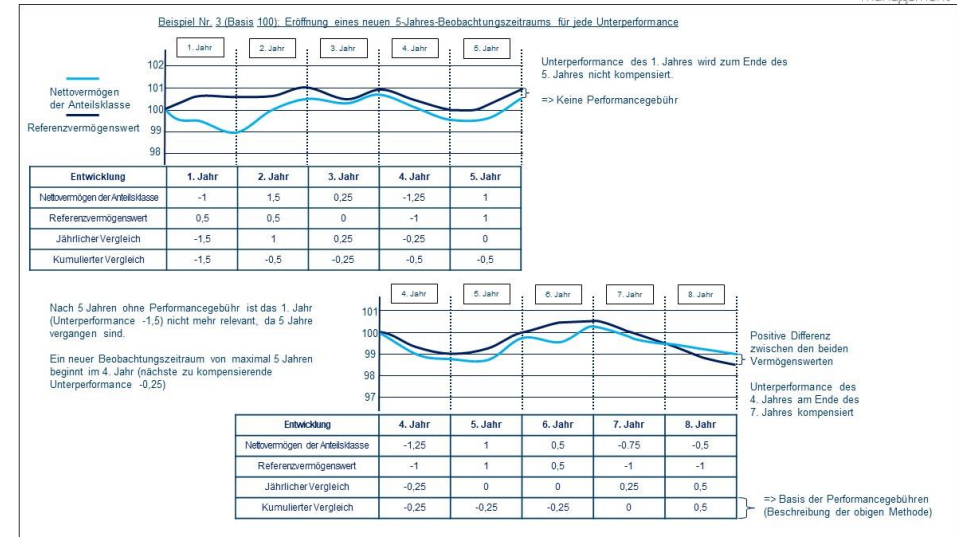 Beispiel Nr. 3 (Basis 100): Eröffnung eines neuen 5-Jahres-Beobachtungszeitraums für jede Unterperformance
1. Jahr 2. Jahr 3. Jahr 4. Jahr 5. Jahr
102
101
100
99
98
Nettovermögen
der Anteilsklasse
Referenzvermögenswert
Unterperformance des 1. Jahres wird zum Ende des
5. Jahres nicht kompensiert.
=> Keine Performancegebühr
Entwicklung 1. Jahr 2. Jahr 3. Jahr 4. Jahr 5. Jahr
Nettovermögen der Anteilsklasse -1 1,5 0,25 -1,25 1
Referenzvermögenswert 0,5 0,5 0 -1 1
Jährlicher Vergleich -1,5 1 0,25 -0,25 0
Kumulierter Vergleich -1,5 -0,5 -0,25 -0,5 -0,5
Nach 5 Jahren ohne Performancegebühr ist das 1. Jahr
(Unterperformance -1,5) nicht mehr relevant, da 5 Jahre
vergangen sind.
Ein neuer Beobachtungszeitraum von maximal 5 Jahren
beginnt im 4. Jahr (nächste zu kompensierende
Unterperformance -0,25)
4. Jahr 5. Jahr 6. Jahr 7. Jahr 8. Jahr
101
100
99
98
97
Positive Differenz
zwischen den beiden
Vermögenswerten
Unterperformance des
4. Jahres am Ende des
7. Jahres kompensiert
Entwicklung 4. Jahr 5. Jahr 6. Jahr 7. Jahr 8. Jahr
Nettovermögen der Anteilsklasse -1,25 1 0,5 -0.75 -0,5
Referenzvermögenswert -1 1 0,5 -1 -1
Jährlicher Vergleich -0,25 0 0 0,25 0,5
Kumulierter Vergleich -0,25 -0,25 -0,25 0 0,5
=> Basis der Performancegebühren
(Beschreibung der obigen Methode)